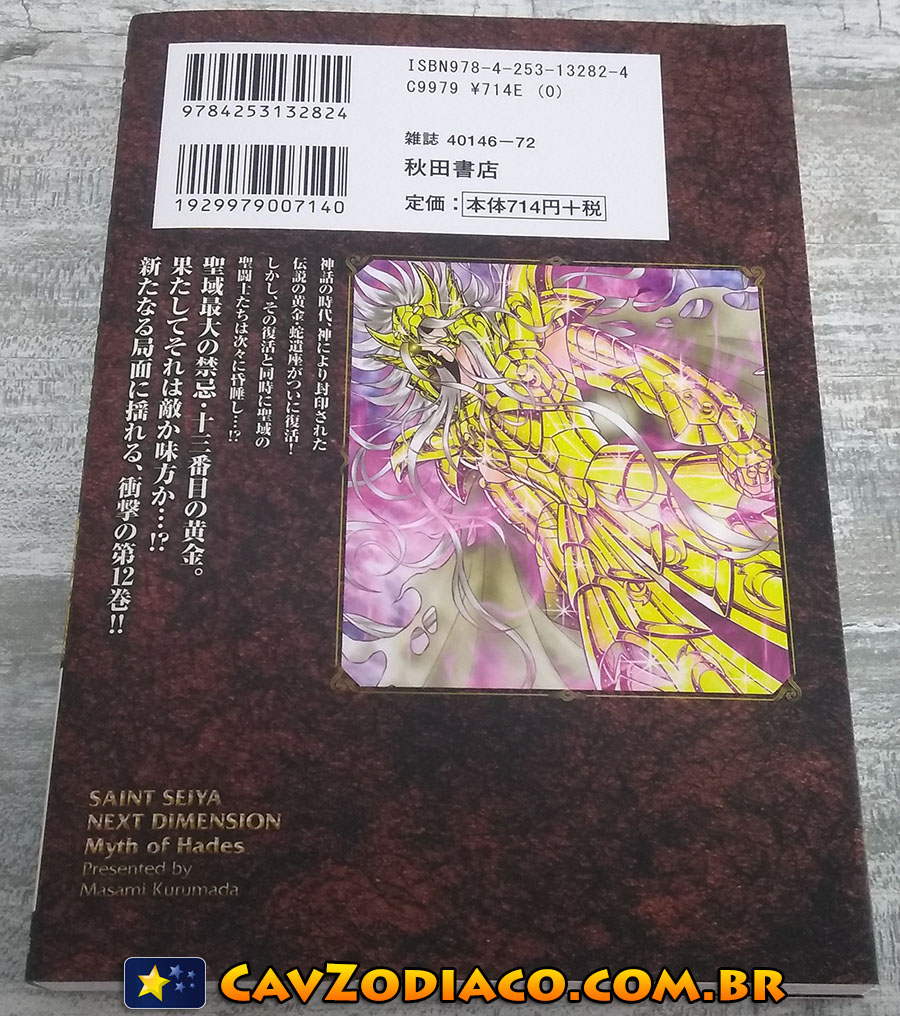 ISBN978-4-253-13282-4
C9979 ¥714E (0)
9784253132824
雑誌 40146-72
秋田書店
1929979007140
定価：本体714円+税
神話の時代、神により封印された
伝説の黄金・蛇遣座がついに復活！
しかし、その復活と同時に聖域の
聖闘士たちは次々に昏睡し…!?
聖域最大の禁忌・十三番目の黄金。
果たしてそれは敵か味方か…!?
新たなる局面に揺れる、衝撃の第12巻!!
SAINT SEIYA
NEXT DIMENSION
Myth of Hades
Presented by
Masami Kurumada
CavZodiaco.com.br